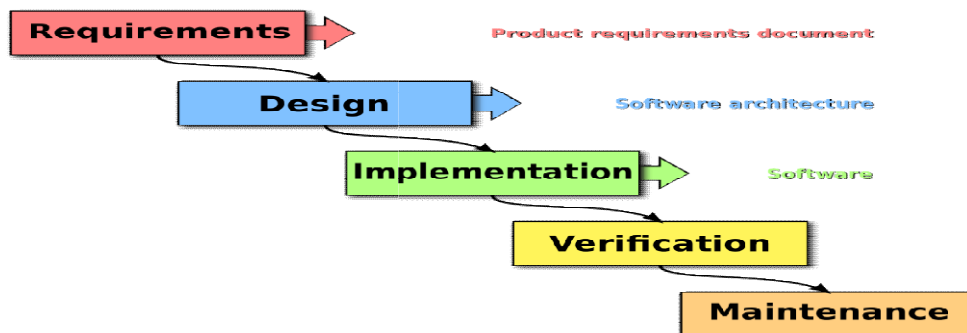 Requirements
Product requirements document
Design
Software architecture
Implementation
Software
Verification
Maintenance